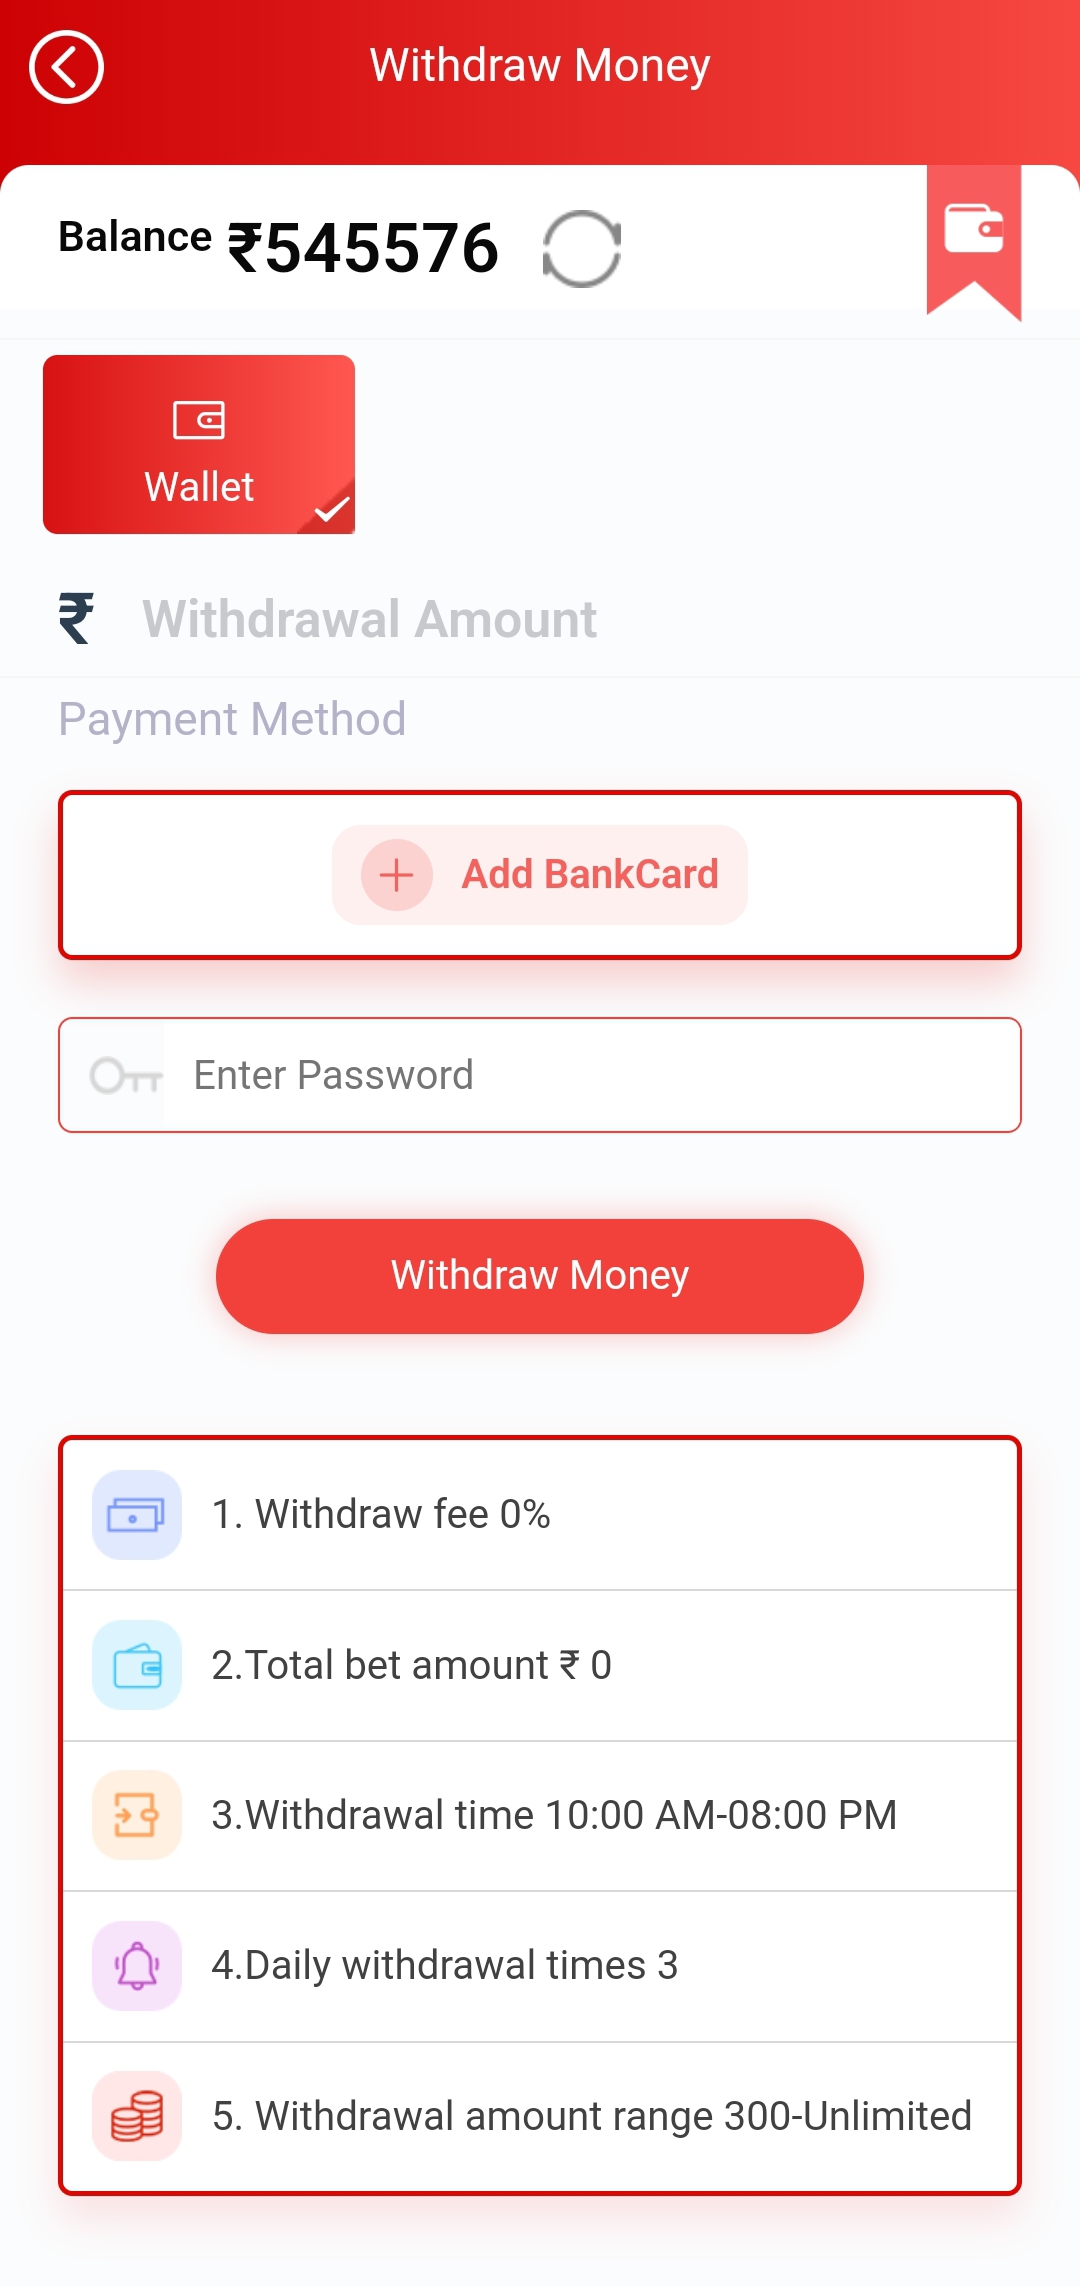 Withdraw Money
Balance ₹545576
Wallet
₹ Withdrawal Amount
Payment Method
Add BankCard
Enter Password
Withdraw Money
1. Withdraw fee 0%
2.Total bet amount ₹ 0
3.Withdrawal time 10:00 AM-08:00 PM
4.Daily withdrawal times 3
5. Withdrawal amount range 300-Unlimited